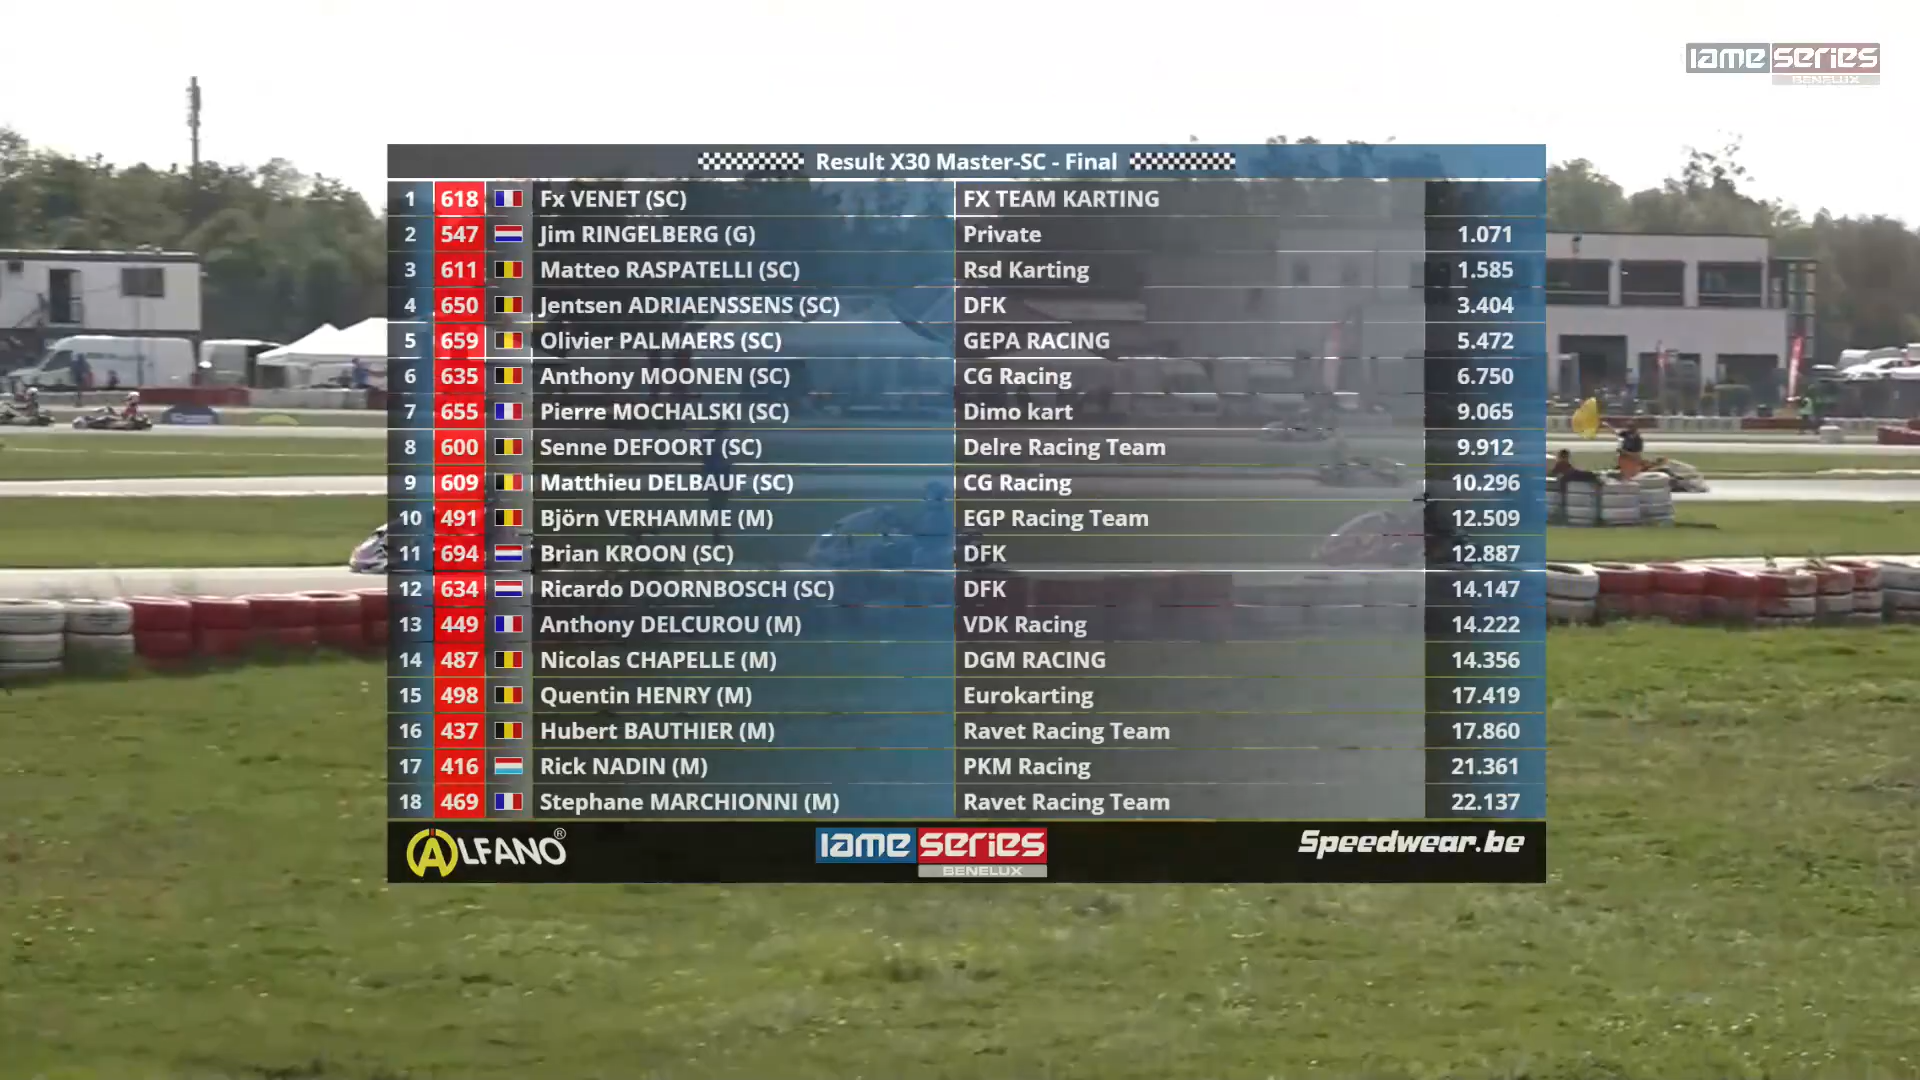 IAME SERIES
BENELUX
Result X30 Master-SC - Final
1 618 Fx VENET (SC) FX TEAM KARTING
2 547 Jim RINGELBERG (G) Private 1.071
3 611 Matteo RASPATELLI (SC) Rsd Karting 1.585
4 650 Jentsen ADRIAENSSENS (SC) DFK 3.404
5 659 Olivier PALMAERS (SC) GEPA RACING 5.472
6 635 Anthony MOONEN (SC) CG Racing 6.750
7 655 Pierre MOCHALSKI (SC) Dimo kart 9.065
8 600 Senne DEFOORT (SC) Delre Racing Team 9.912
9 609 Matthieu DELBAUF (SC) CG Racing 10.296
10 491 Björn VERHAMME (M) EGP Racing Team 12.509
11 694 Brian KROON (SC) DFK 12.887
12 634 Ricardo DOORNBOSCH (SC) DFK 14.147
13 449 Anthony DELCUROU (M) VDK Racing 14.222
14 487 Nicolas CHAPELLE (M) DGM RACING 14.356
15 498 Quentin HENRY (M) Eurokarting 17.419
16 437 Hubert BAUTHIER (M) Ravet Racing Team 17.860
17 416 Rick NADIN (M) PKM Racing 21.361
18 469 Stephane MARCHIONNI (M) Ravet Racing Team 22.137
ALFANO® IAME SERIES Speedwear.be
BENELUX